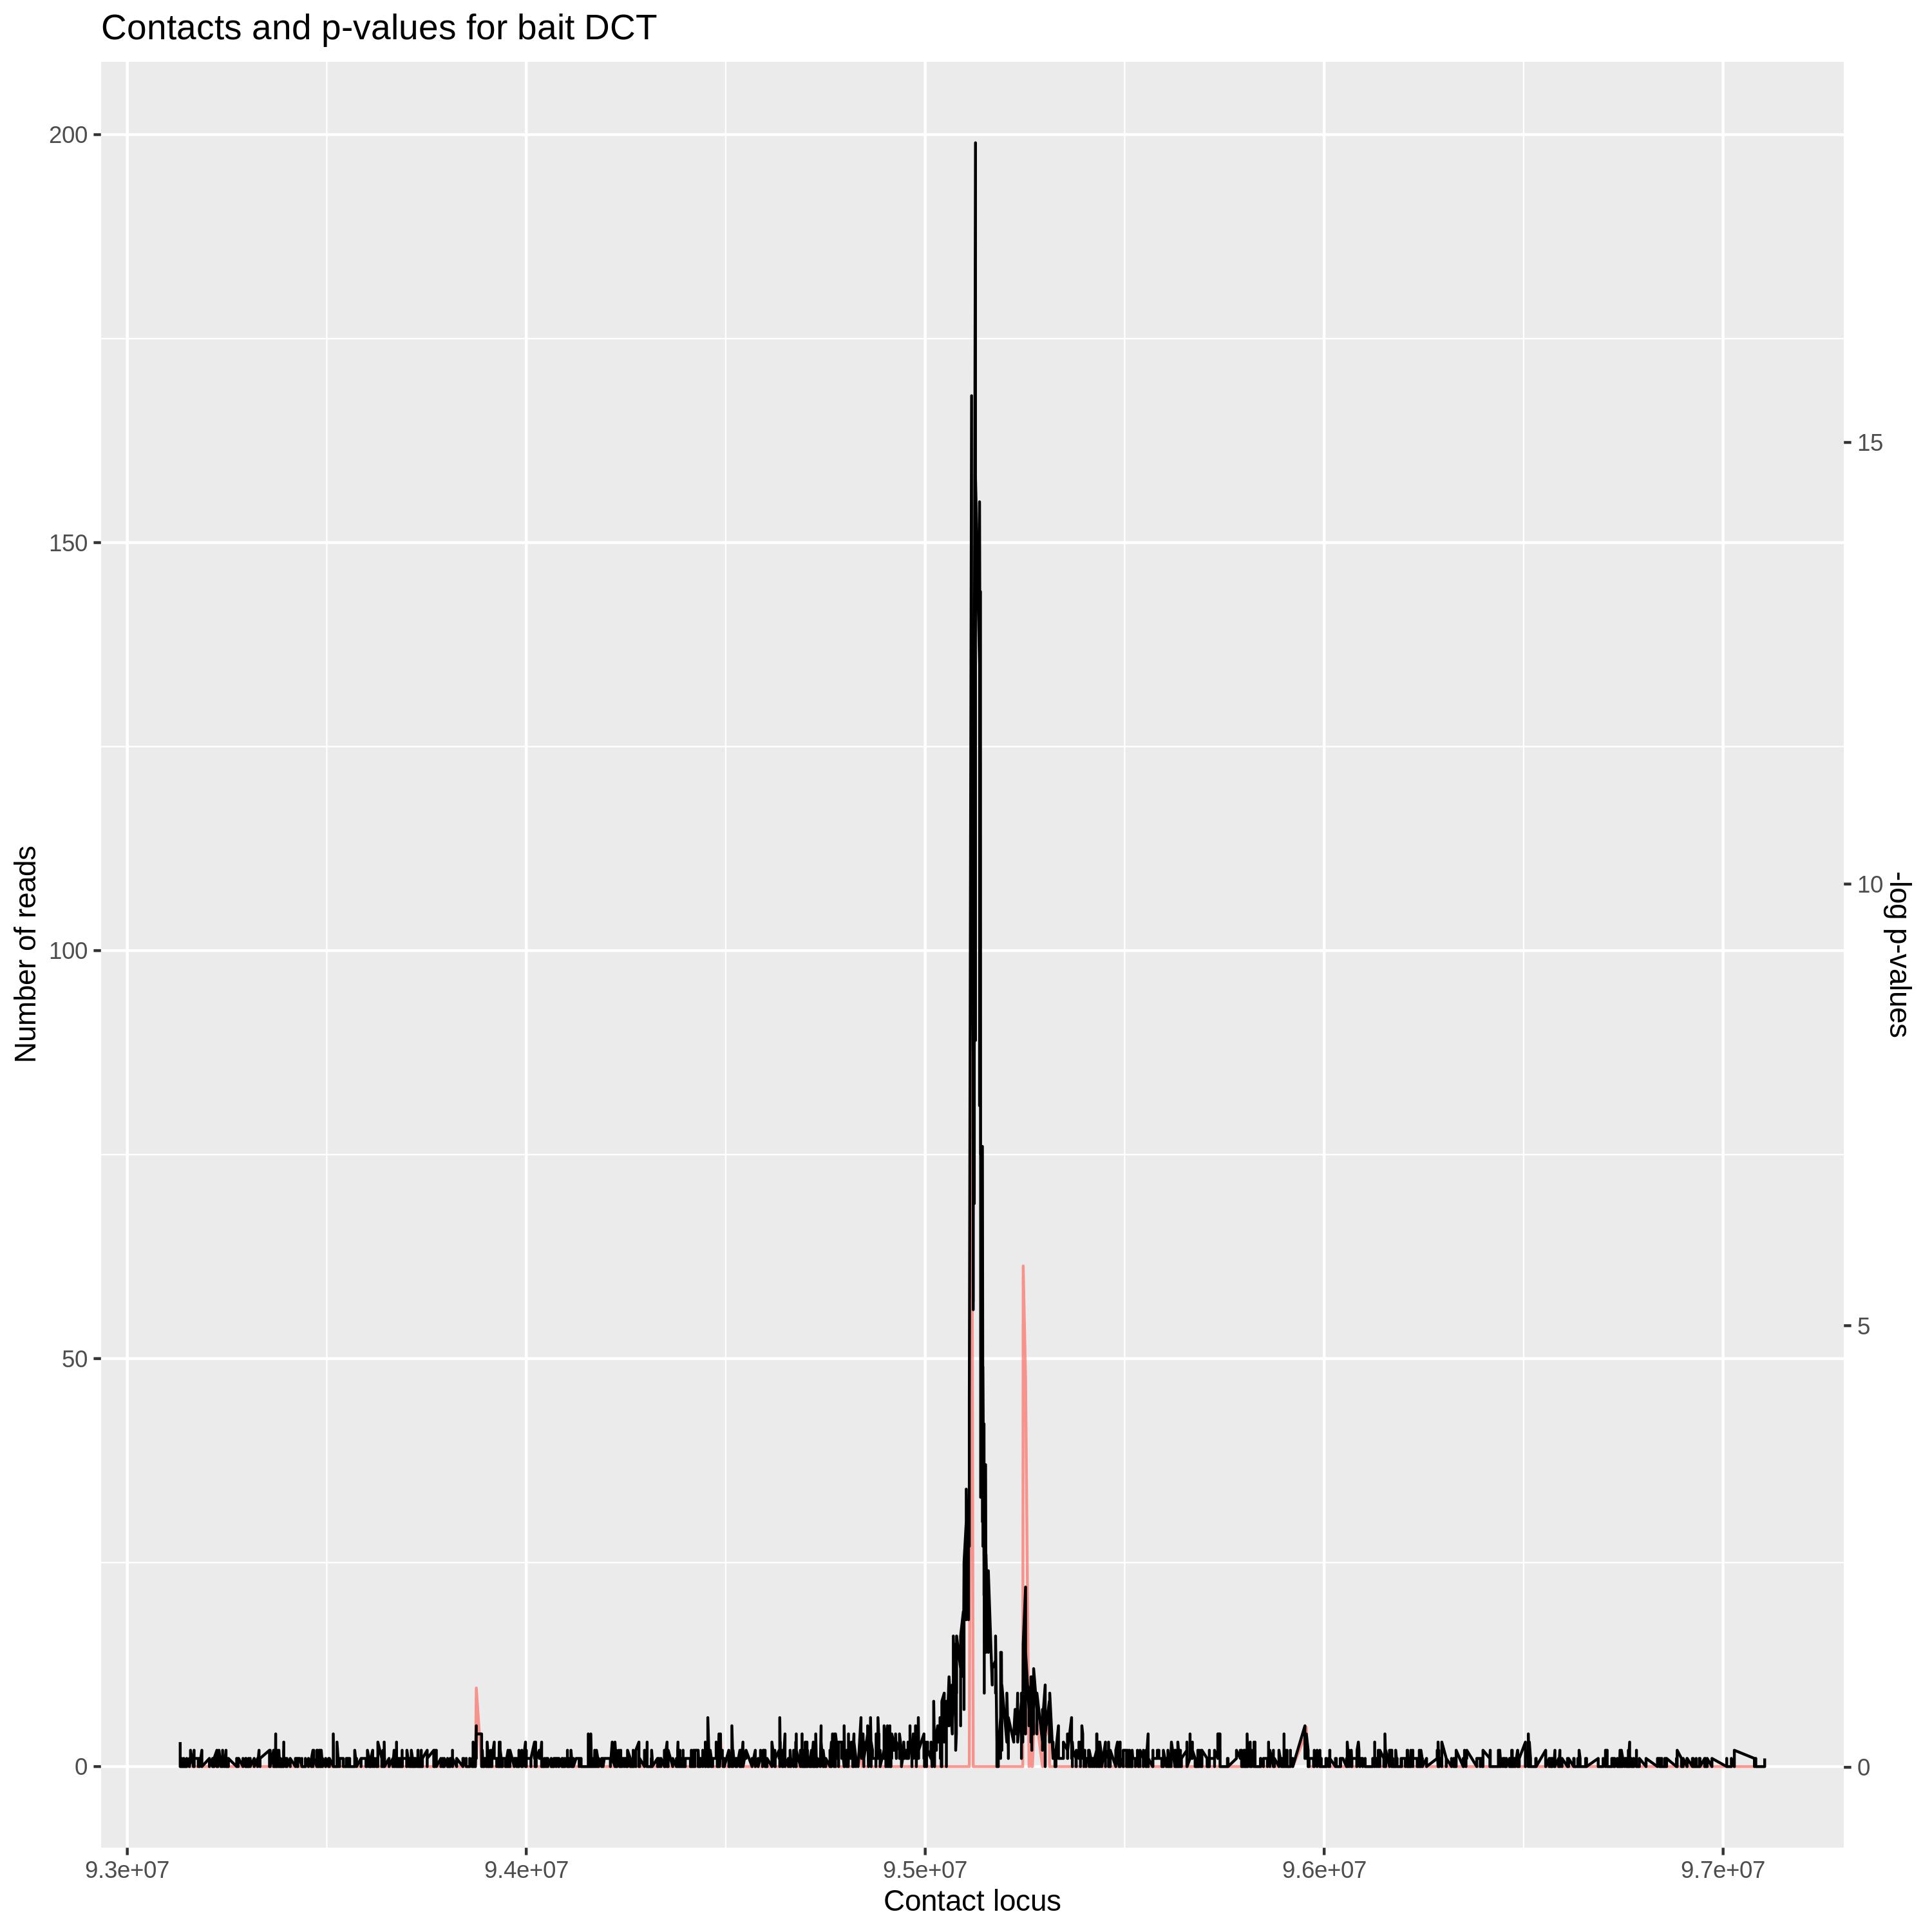 Contacts and p-values for bait DCT
200
150
100
50
0
Number of reads
15
10
5
0
-log p-values
9.3e+07
9.4e+07
9.5e+07
9.6e+07
9.7e+07
Contact locus